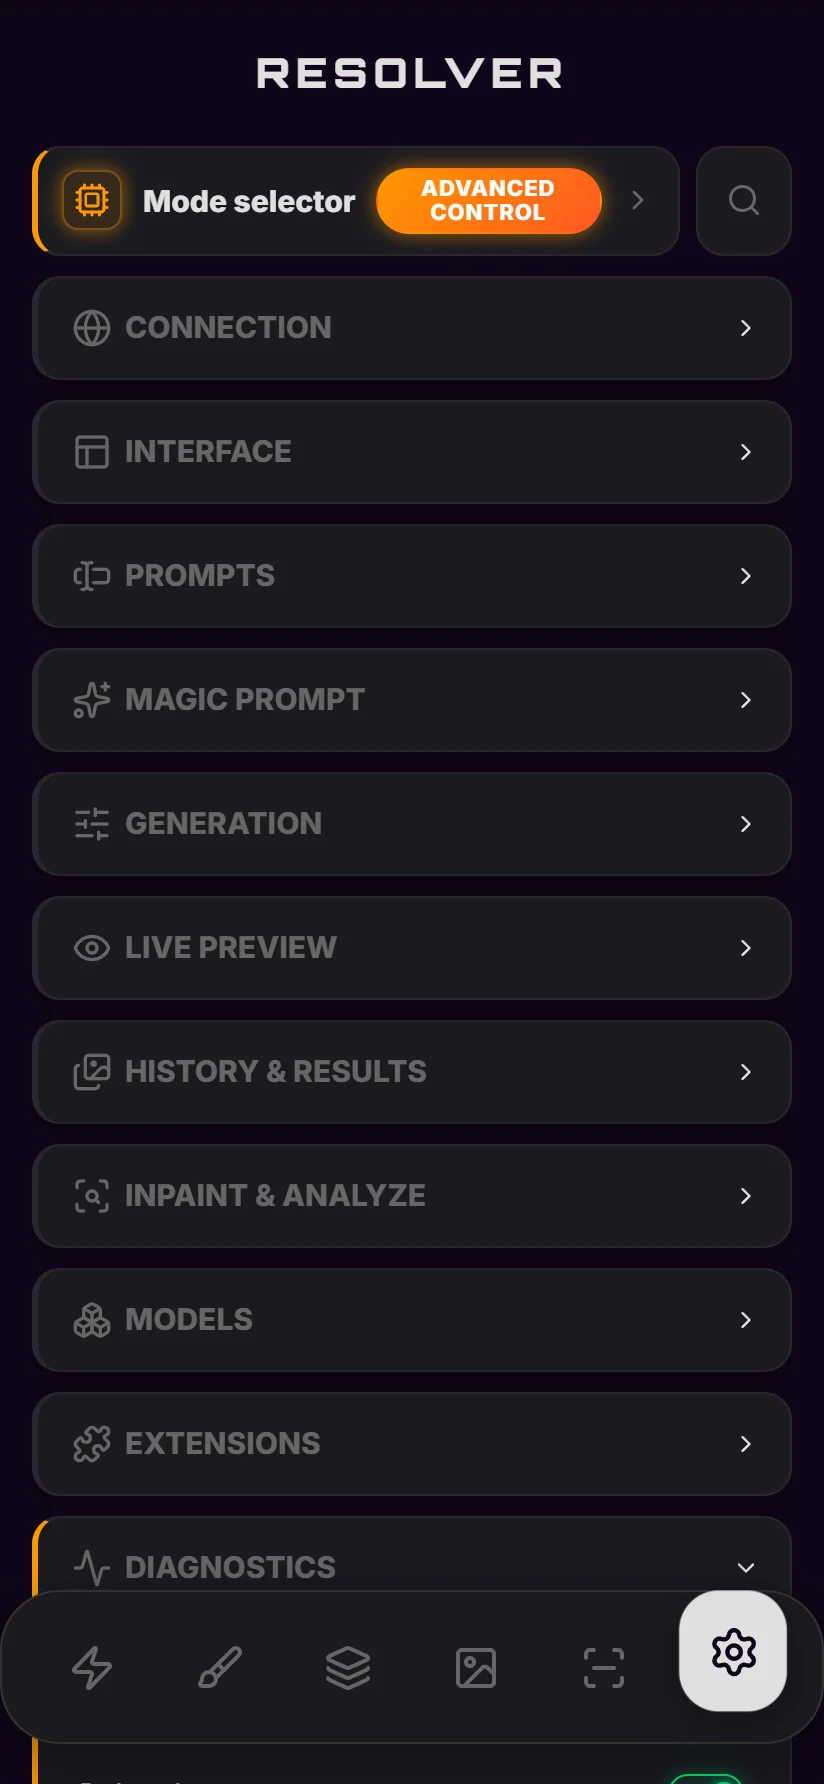 RESOLVER
Mode selector
ADVANCED
CONTROL
CONNECTION
INTERFACE
PROMPTS
MAGIC PROMPT
GENERATION
LIVE PREVIEW
HISTORY & RESULTS
INPAINT & ANALYZE
MODELS
EXTENSIONS
DIAGNOSTICS